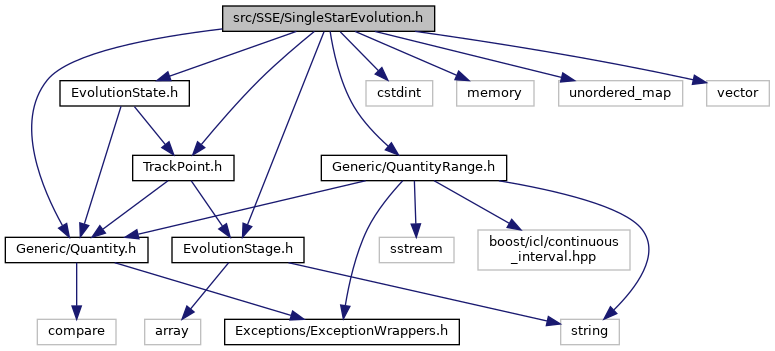 src/SSE/SingleStarEvolution.h
EvolutionState.h
cstdint
memory
unordered_map
vector
TrackPoint.h
Generic/QuantityRange.h
Generic/Quantity.h
EvolutionStage.h
sstream
boost/icl/continuous
_interval.hpp
compare
array
Exceptions/ExceptionWrappers.h
string